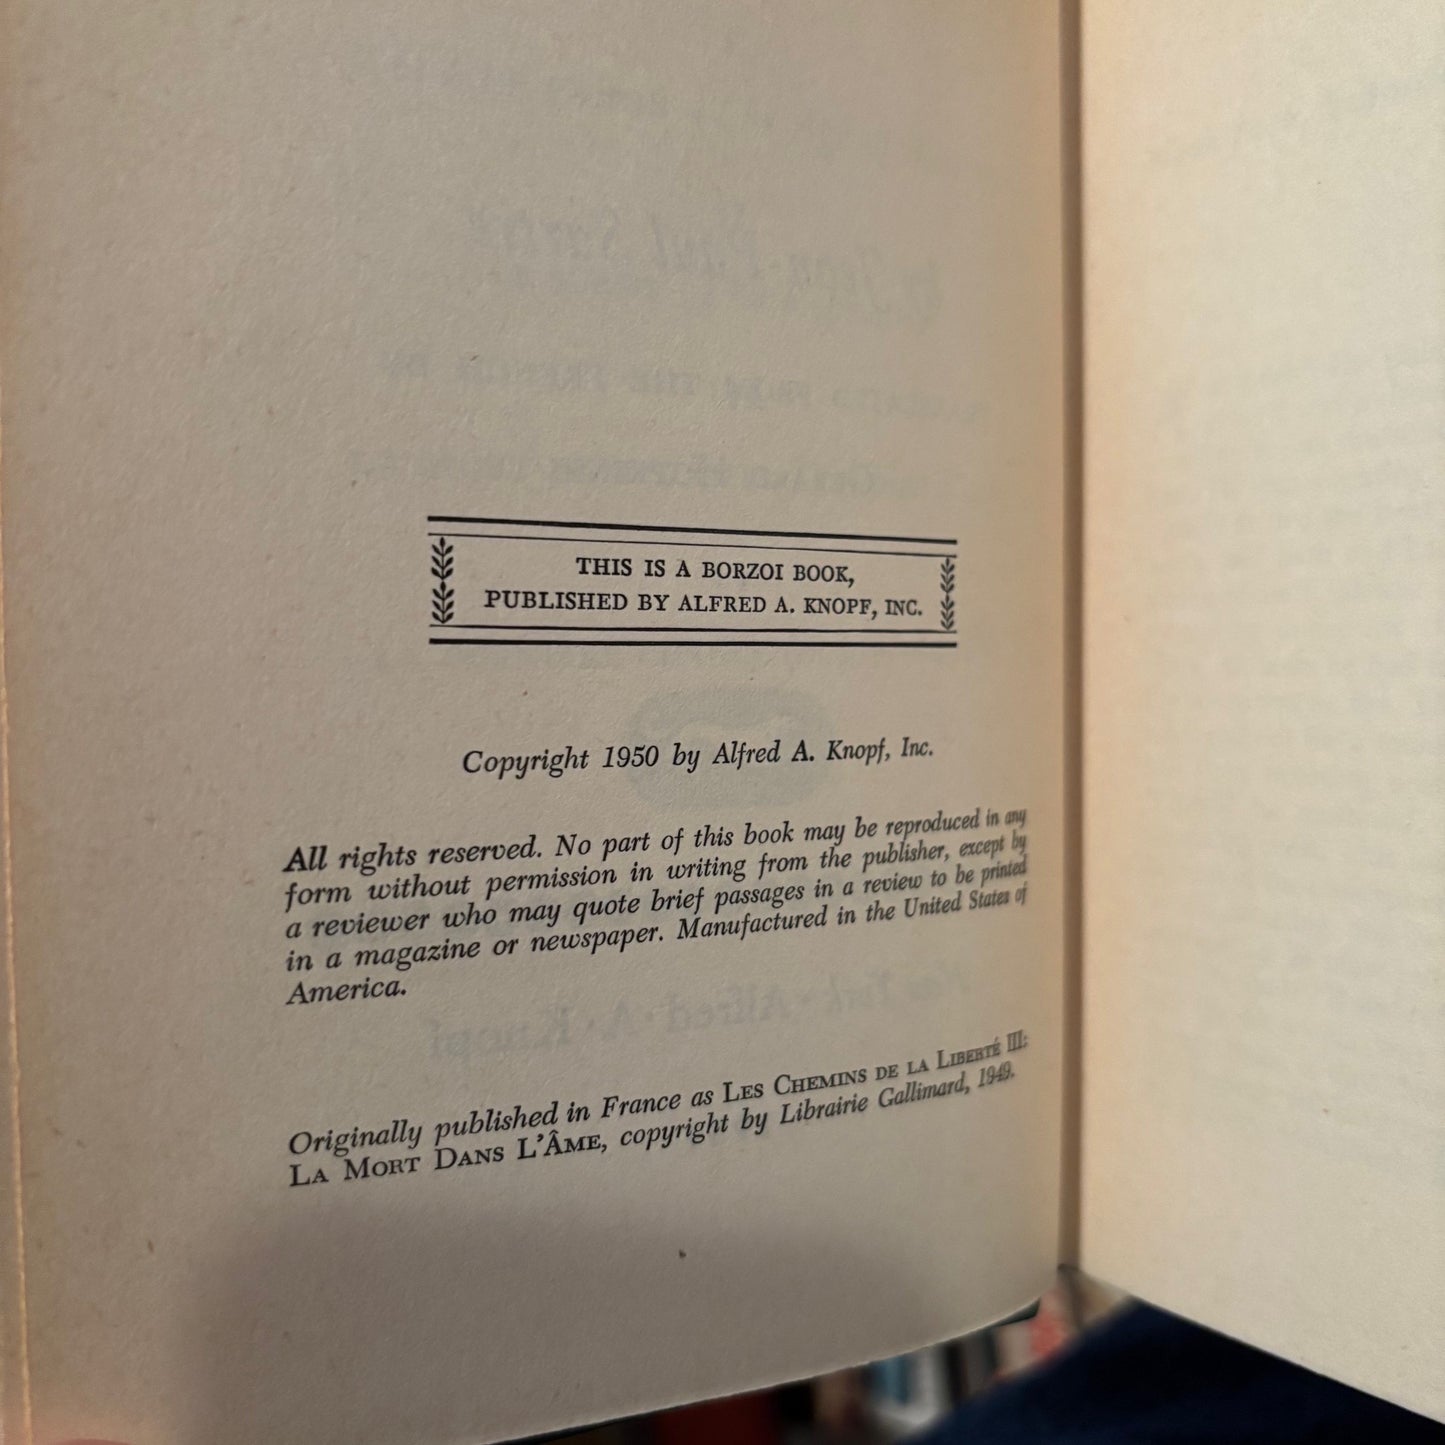 THIS IS A BORZOI BOOK,
PUBLISHED BY ALFRED A. KNOPF, INC.
Copyright 1950 by Alfred A. Knopf, Inc.
All rights reserved. No part of this book may be reproduced in any
form without permission in writing from the publisher, except by
a reviewer who may quote brief passages in a review to be printed
in a magazine or newspaper. Manufactured in the United States of
America.
Originally published in France as LES CHEMINS DE LA LIBERTÉ III:
LA MORT DANS L'ÂME, copyright by Librairie Gallimard, 1949.